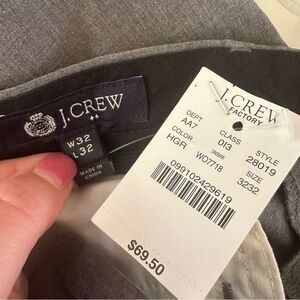 J.CREW
W32
L32
MADE IN
CHINA
J.CREW
FACTORY
DEPT
CLASS
STYLE
AA7
013
28019
COLOR
SIZE
HGR
WO7718
3232
099102429619
$69.50